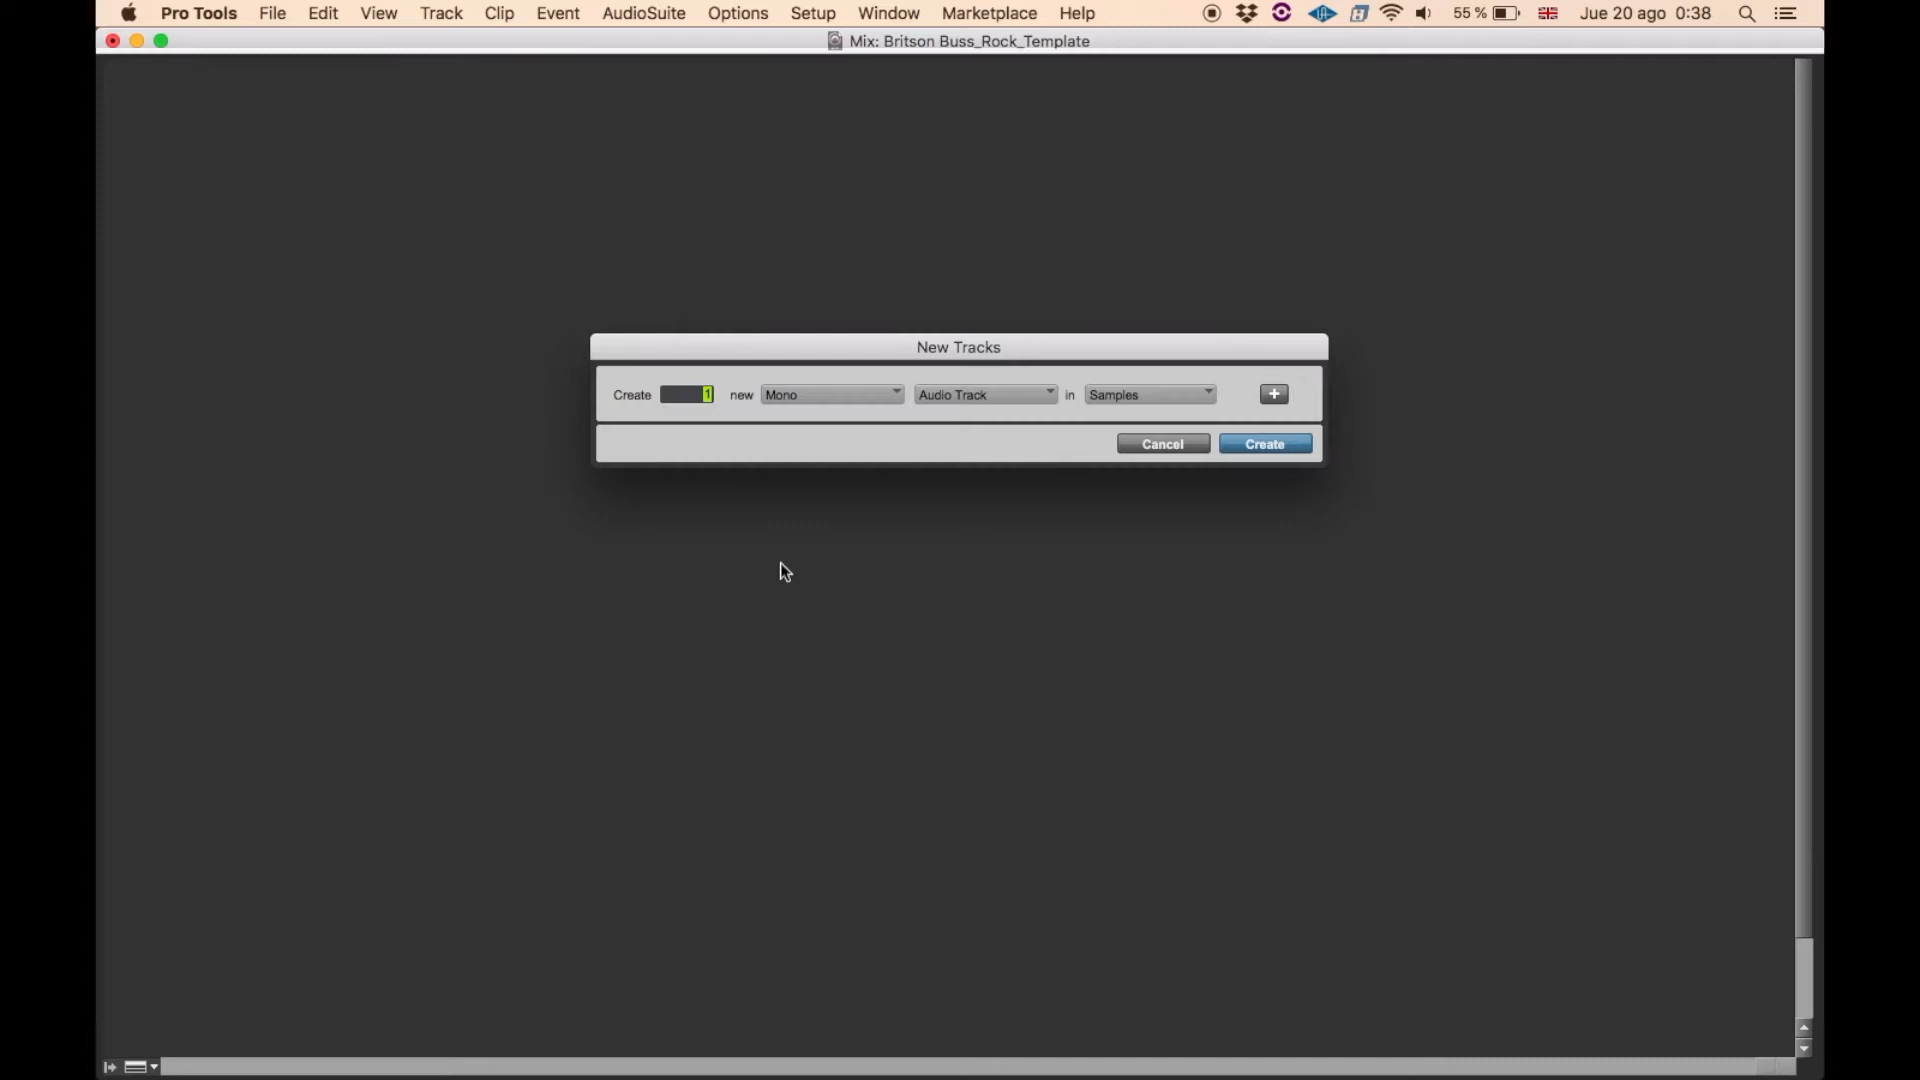 Pro Tools File Edit View Track Clip Event AudioSuite Options Setup Window Marketplace Help 55 % Jue 20 ago 0:38
Mix: Britson Buss_Rock_Template
New Tracks
Create 1 new Mono Audio Track in Samples +
Cancel Create